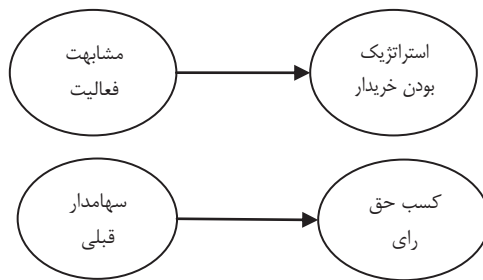 مشابهت
فعالیت
استراتژیک
بودن خریدار
سهامدار
قبلی
کسب حق
رای